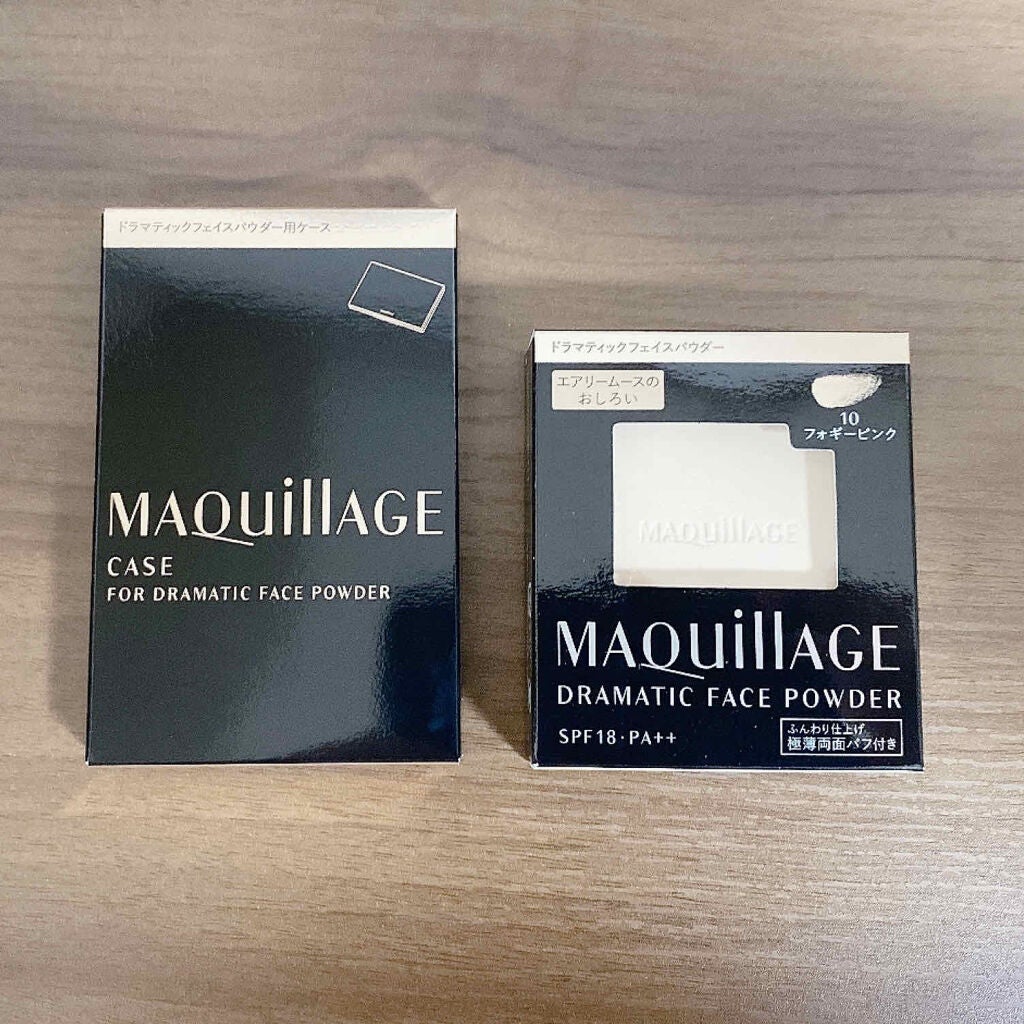 ドラマティックフェイスパウダー用ケース
MAQuillAGE
CASE
FOR DRAMATIC FACE POWDER
ドラマティックフェイスパウダー
エアリームースの
おしろい
10
フォギーピンク
MAQuillAGE
MAQuillAGE
DRAMATIC FACE POWDER
SPF18・PA++
ふんわり仕上げ
極薄両面パフ付き